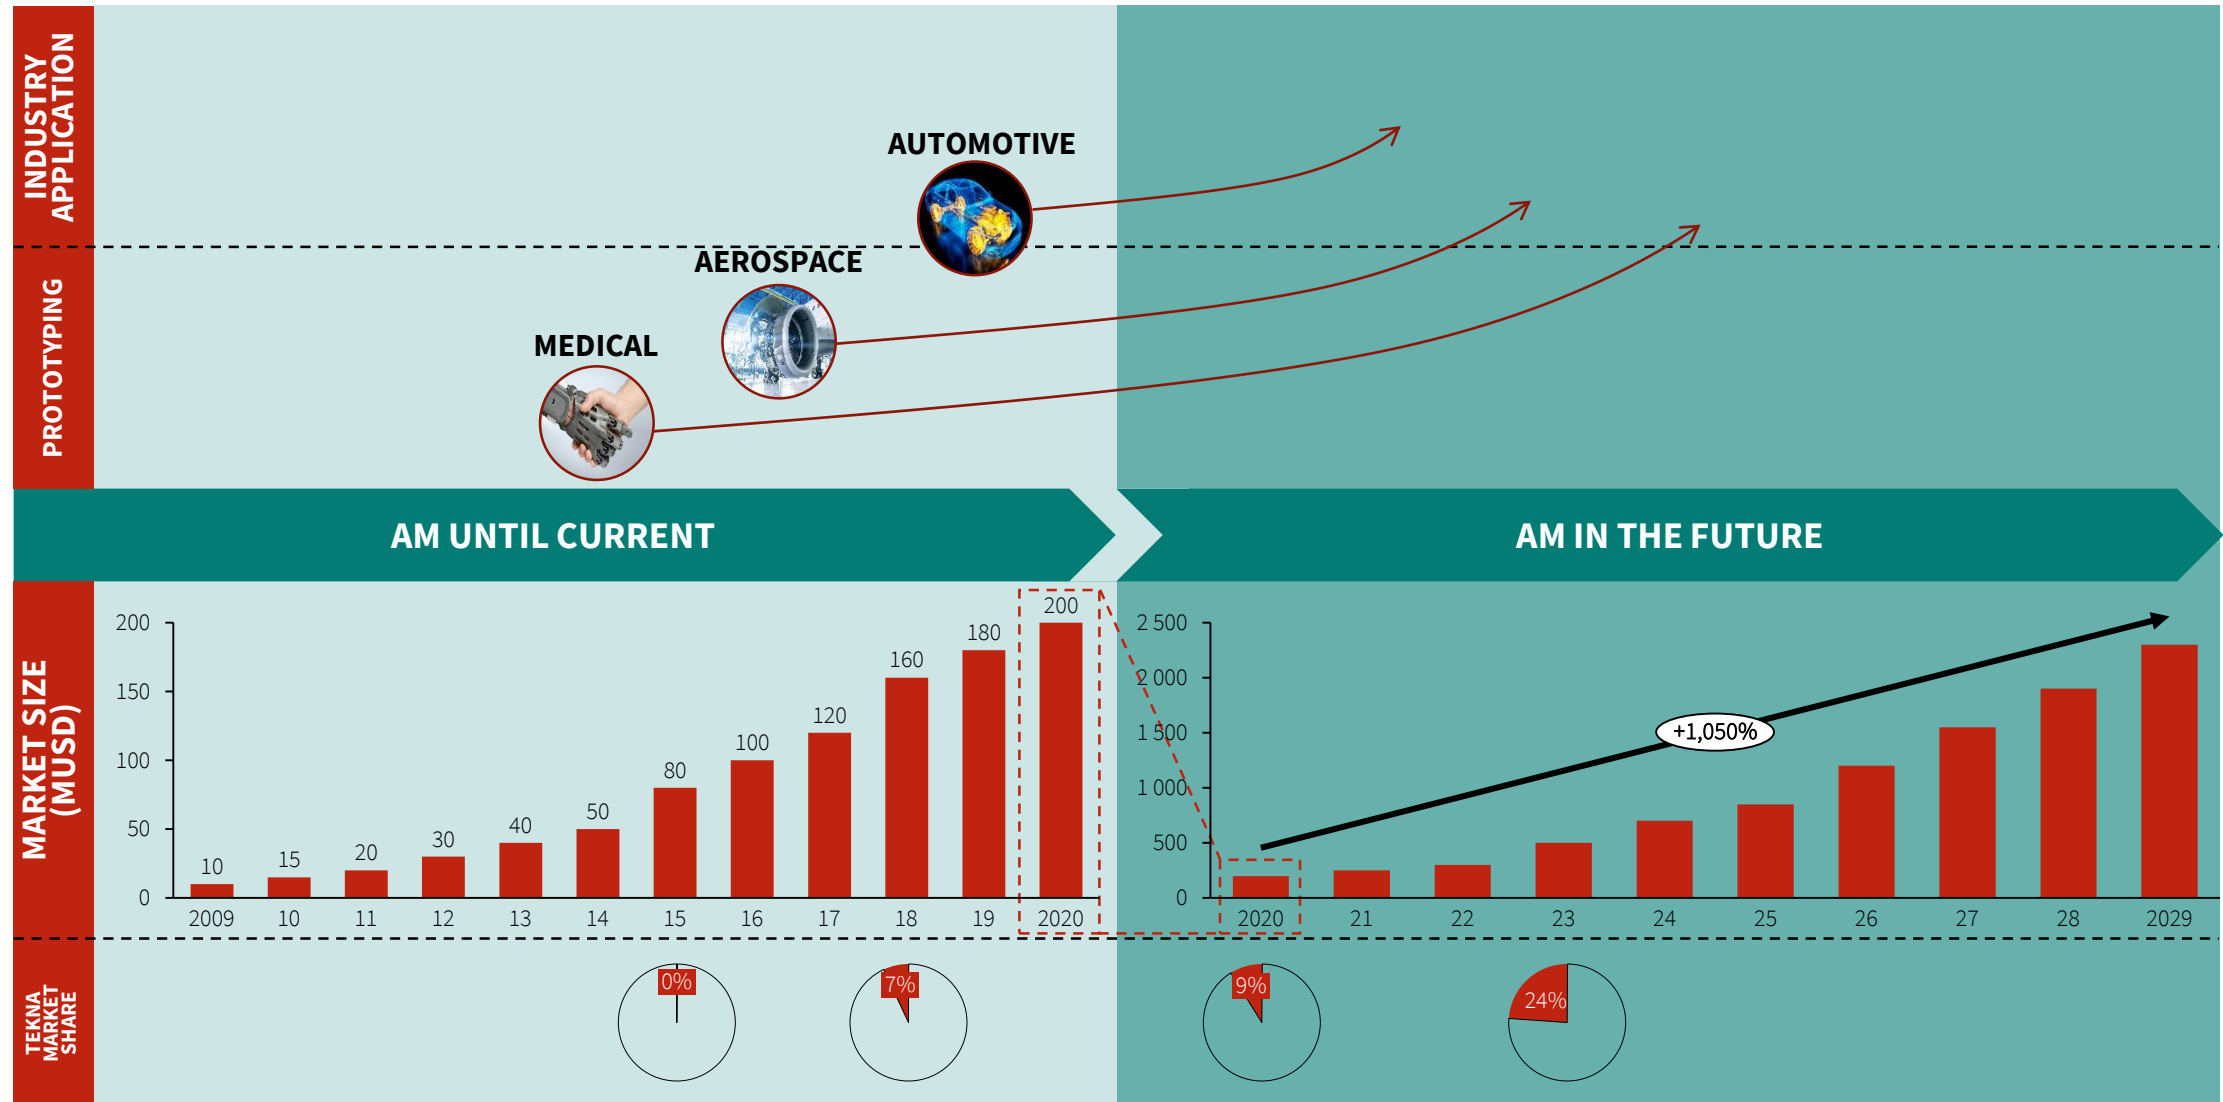 INDUSTRY
APPLICATION
AUTOMOTIVE
AEROSPACE
MEDICAL
PROTOTYPING
AM UNTIL CURRENT
AM IN THE FUTURE
MARKET SIZE
(MUSD)
200
150
100
50
0
10
15
20
30
40
50
80
100
120
160
180
200
2009 10 11 12 13 14 15 16 17 18 19 2020
2 500
2 000
1 500
1 000
500
0
+1,050%
2020 21 22 23 24 25 26 27 28 2029
TEKNA
MARKET
SHARE
0%
7%
9%
24%